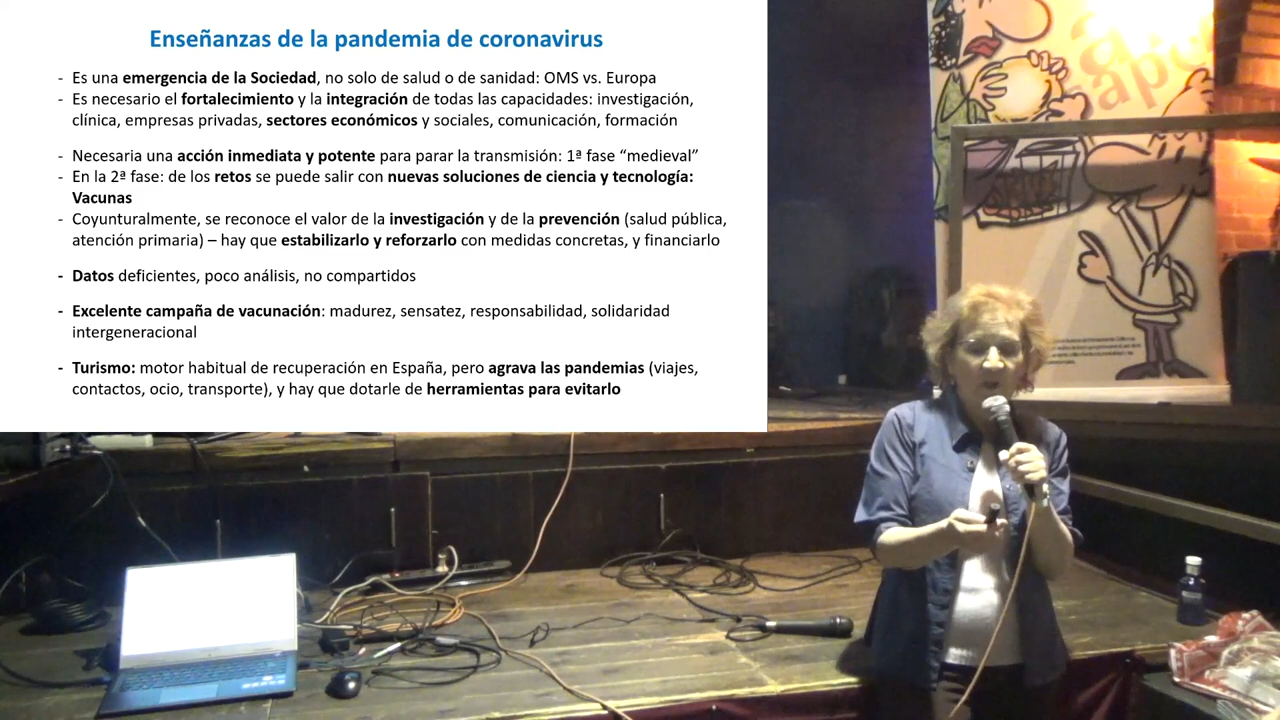 Enseñanzas de la pandemia de coronavirus
- Es una emergencia de la Sociedad, no solo de salud o de sanidad: OMS vs. Europa
- Es necesario el fortalecimiento y la integración de todas las capacidades: investigación,
clínica, empresas privadas, sectores económicos y sociales, comunicación, formación
- Necesaria una acción inmediata y potente para parar la transmisión: 1ª fase “medieval”
- En la 2ª fase: de los retos se puede salir con nuevas soluciones de ciencia y tecnología:
Vacunas
- Coyunturalmente, se reconoce el valor de la investigación y de la prevención (salud pública,
atención primaria) – hay que estabilizarlo y reforzarlo con medidas concretas, y financiarlo
- Datos deficientes, poco análisis, no compartidos
- Excelente campaña de vacunación: madurez, sensatez, responsabilidad, solidaridad
intergeneracional
- Turismo: motor habitual de recuperación en España, pero agrava las pandemias (viajes,
contactos, ocio, transporte), y hay que dotarle de herramientas para evitarlo